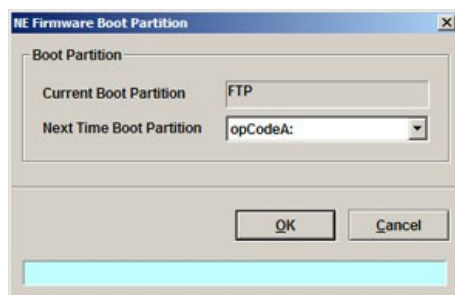 NE Firmware Boot Partition
Boot Partition
Current Boot Partition FTP
Next Time Boot Partition opCodeA:
OK Cancel